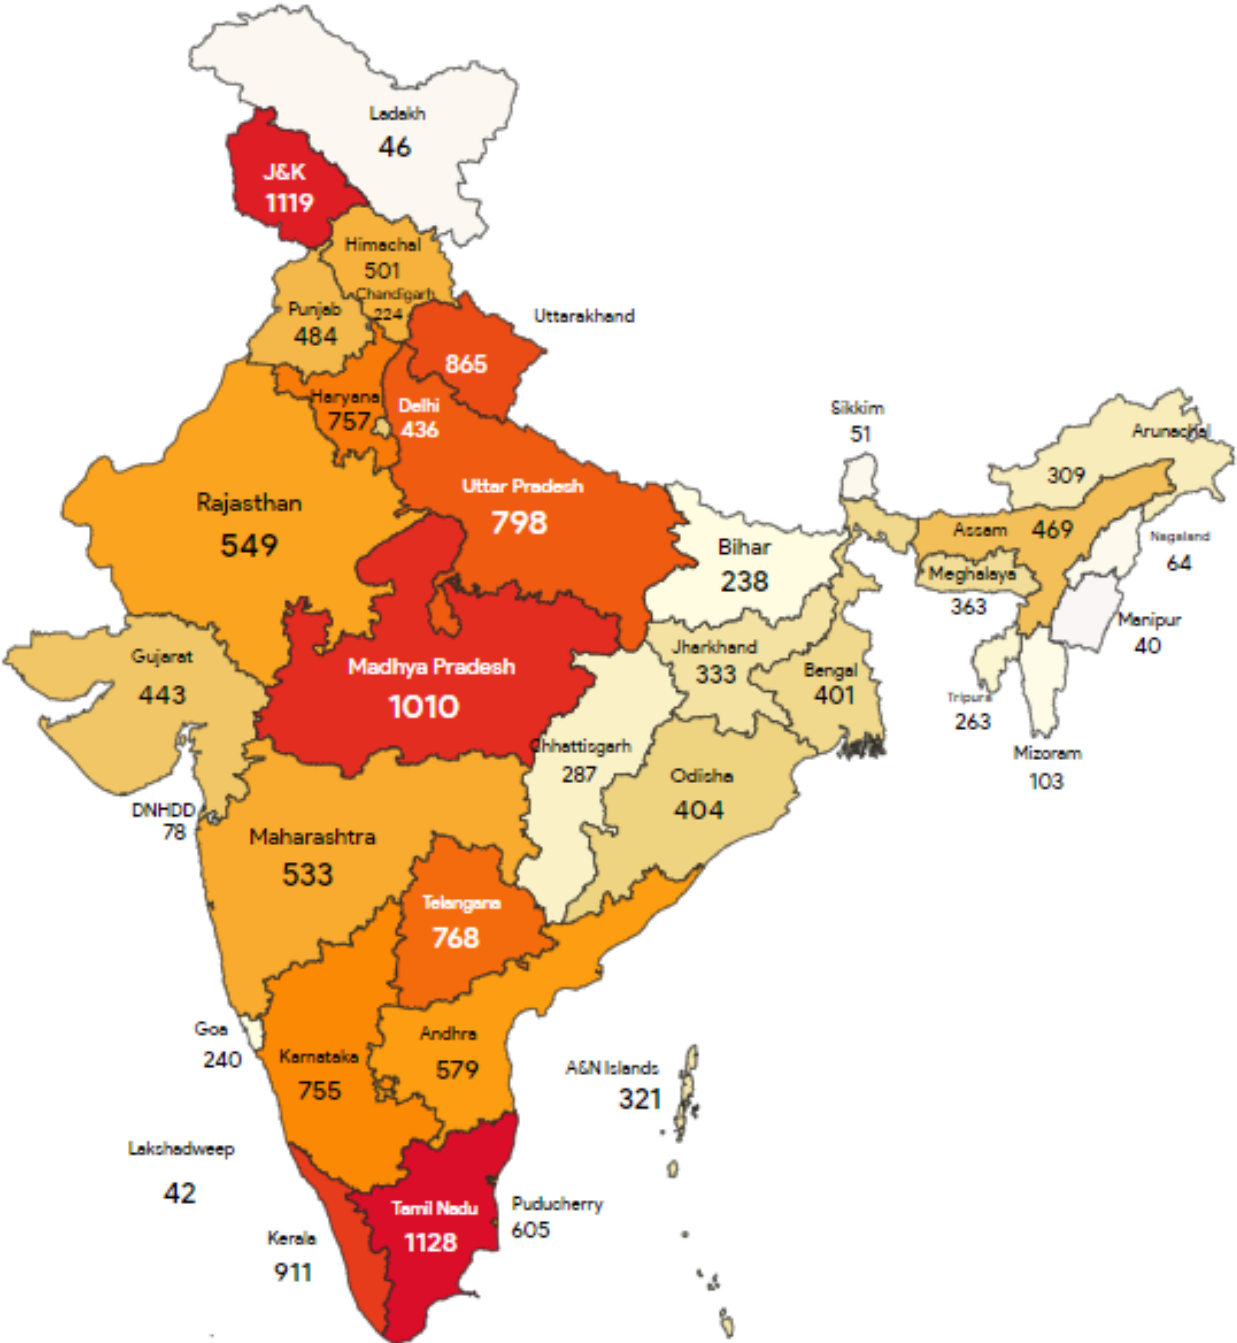 Ladakh
46
J&K
1119
Himachal
501
Chandigarh
224
Punjab
484
Uttarakhand
865
Haryana
757
Delhi
436
Sikkim
51
Arunachal
309
Rajasthan
549
Uttar Pradesh
798
Bihar
238
Assam 469
Nagaland
64
Meghalaya
363
Manipur
40
Gujarat
443
Madhya Pradesh
1010
Jharkhand
333
Bengal
401
Tripura
263
Mizoram
103
Chhattisgarh
287
Odisha
404
DNHDD
78
Maharashtra
533
Telangana
768
Goa
240
Karnataka
755
Andhra
579
A&N Islands
321
Lakshadweep
42
Kerala
911
Tamil Nadu
1128
Puducherry
605